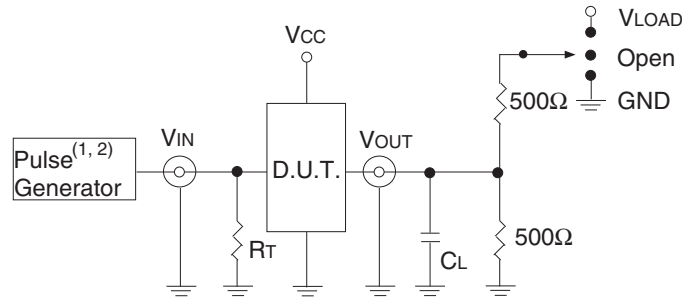 VLOAD
VCC
Open
500Ω
GND
VIN
VOUT
Pulse(1, 2)
Generator
D.U.T.
RT
CL
500Ω